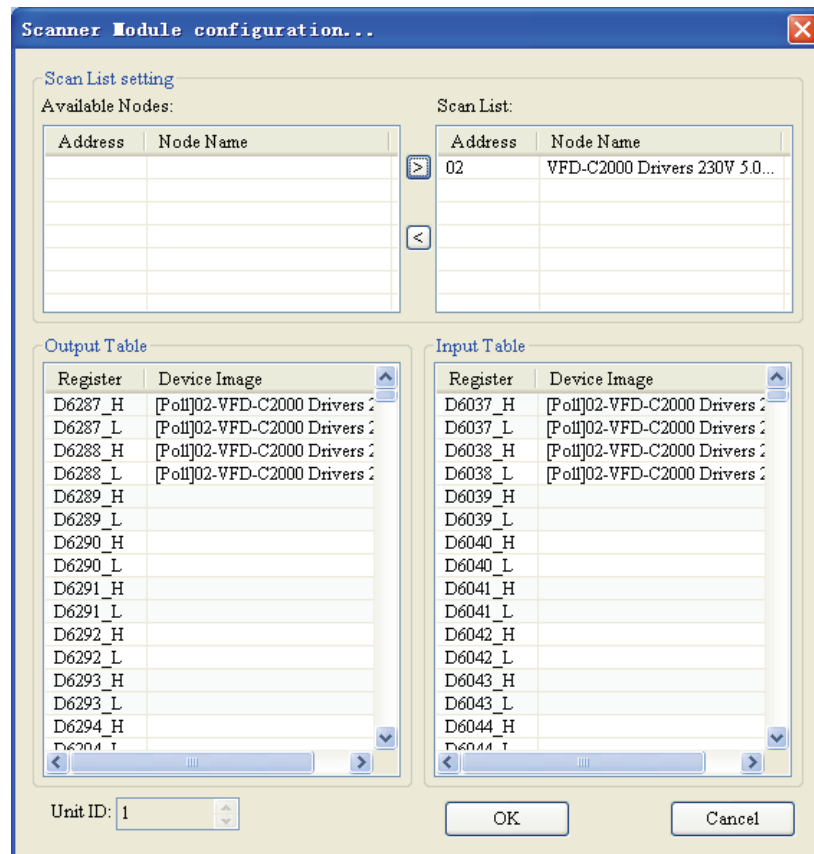 Scanner Module configuration...
Scan List setting
Available Nodes:
Scan List:
Address Node Name
Address Node Name
>
02 VFD-C2000 Drivers 230V 5.0...
<
Output Table
Input Table
Register Device Image
Register Device Image
D6287_H [Poll]02-VFD-C2000 Drivers 2
D6037_H [Poll]02-VFD-C2000 Drivers 2
D6287_L [Poll]02-VFD-C2000 Drivers 2
D6037_L [Poll]02-VFD-C2000 Drivers 2
D6288_H [Poll]02-VFD-C2000 Drivers 2
D6038_H [Poll]02-VFD-C2000 Drivers 2
D6288_L [Poll]02-VFD-C2000 Drivers 2
D6038_L [Poll]02-VFD-C2000 Drivers 2
D6289_H
D6039_H
D6289_L
D6039_L
D6290_H
D6040_H
D6290_L
D6040_L
D6291_H
D6041_H
D6291_L
D6041_L
D6292_H
D6042_H
D6292_L
D6042_L
D6293_H
D6043_H
D6293_L
D6043_L
D6294_H
D6044_H
D6294_L
D6044_L
Unit ID: 1
OK
Cancel